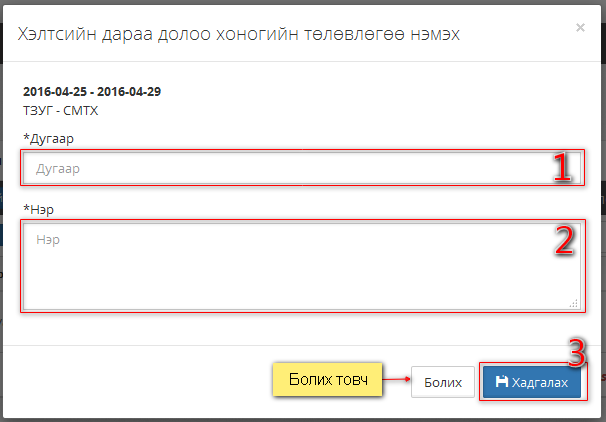 Хэлтсийн дараа долоо хоногийн төлөвлөгөө нэмэх
×
2016-04-25 - 2016-04-29
ТЗУГ - СМТХ
*Дугаар
Дугаар
1
*Нэр
Нэр
2
3
Болих товч
Болих
Хадгалах